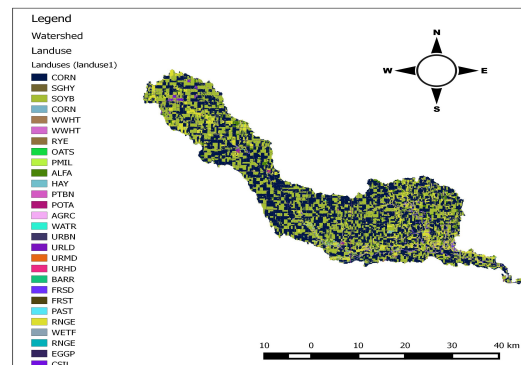 Legend
Watershed
Landuse
Landuses (landuse1)
CORN
SGHY
SOYB
CORN
WWHT
WWHT
RYE
OATS
PMIL
ALFA
HAY
PTBN
POTA
AGRC
WATR
URBN
URLD
URMD
URHD
BARR
FRSD
FRST
PAST
RNGE
WETF
RNGE
EGGP
CSIL
N
W E
S
10 0 10 20 30 40 km